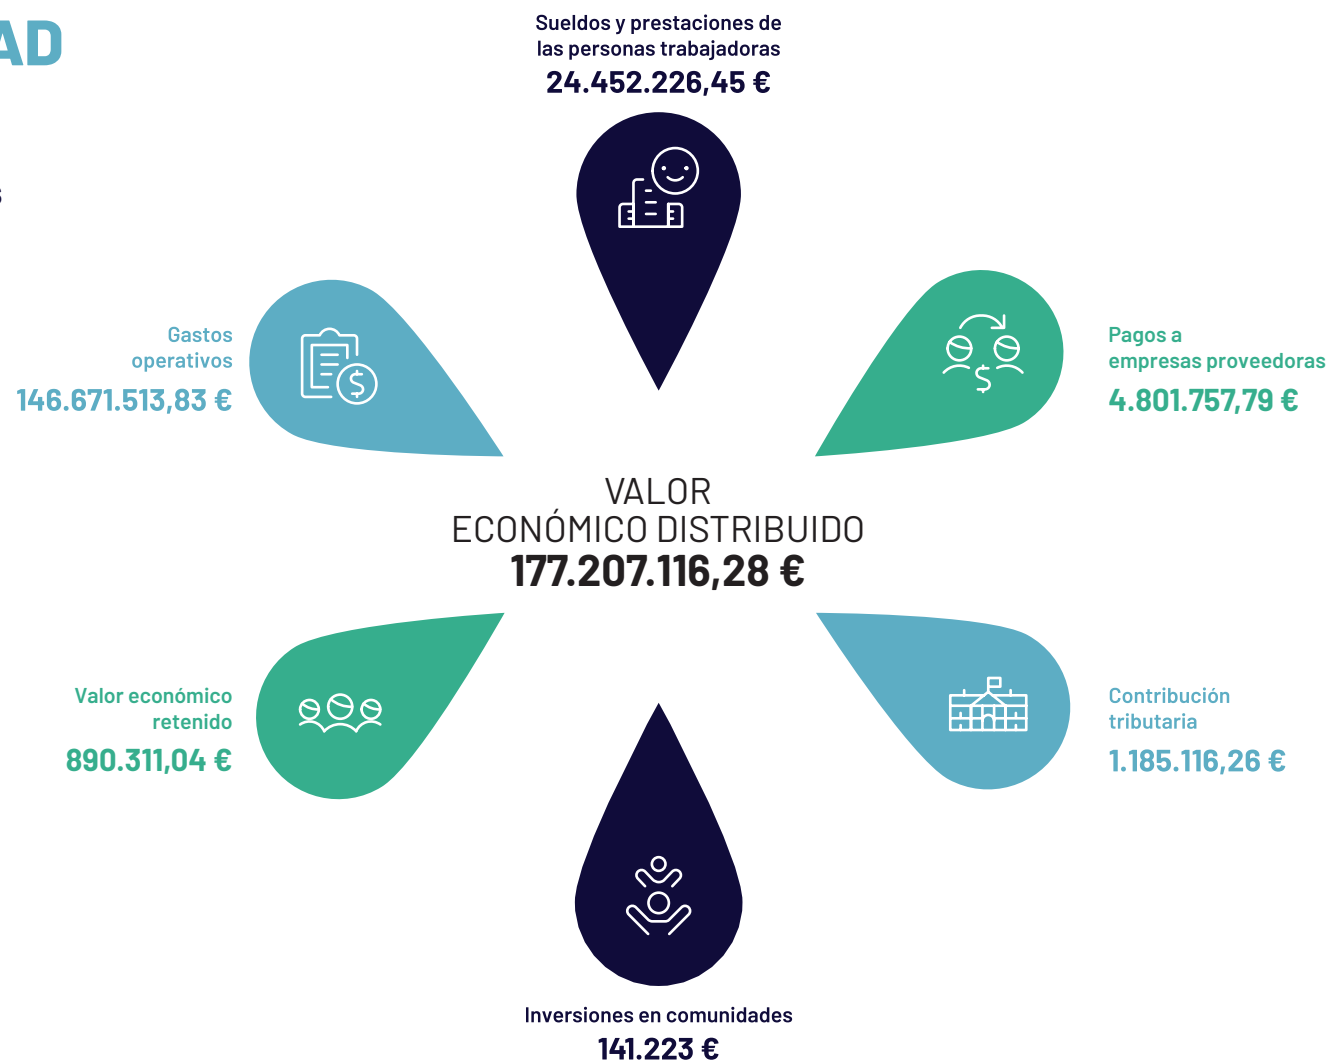 AD
S
Sueldos y prestaciones de
las personas trabajadoras
24.452.226,45 €
Gastos
operativos
146.671.513,83 €
Pagos a
empresas proveedoras
4.801.757,79 €
VALOR
ECONÓMICO DISTRIBUIDO
177.207.116,28 €
Valor económico
retenido
890.311,04 €
Contribución
tributaria
1.185.116,26 €
Inversiones en comunidades
141.223 €